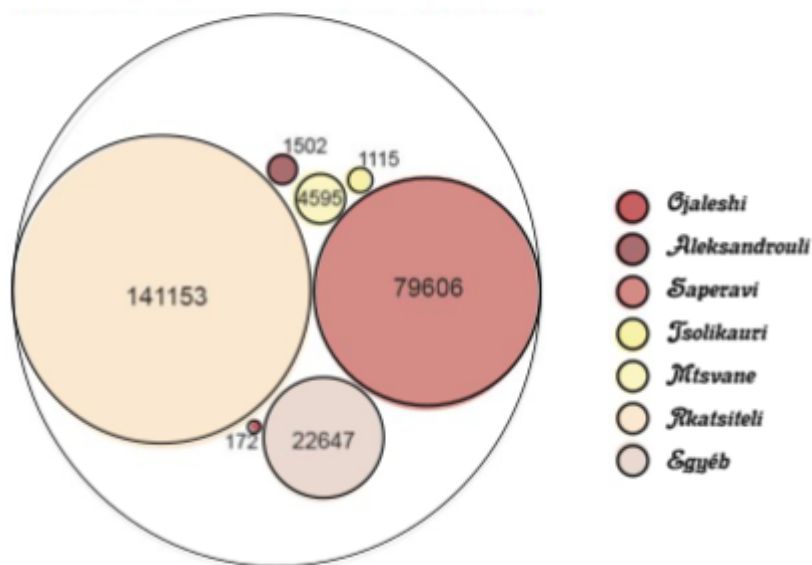 1502
1115
4595
141153
79606
172
22647
Ojaleshi
Aleksandrouli
Saperavi
Tsolikauri
Mtsvane
Rkatsiteli
Egyéb